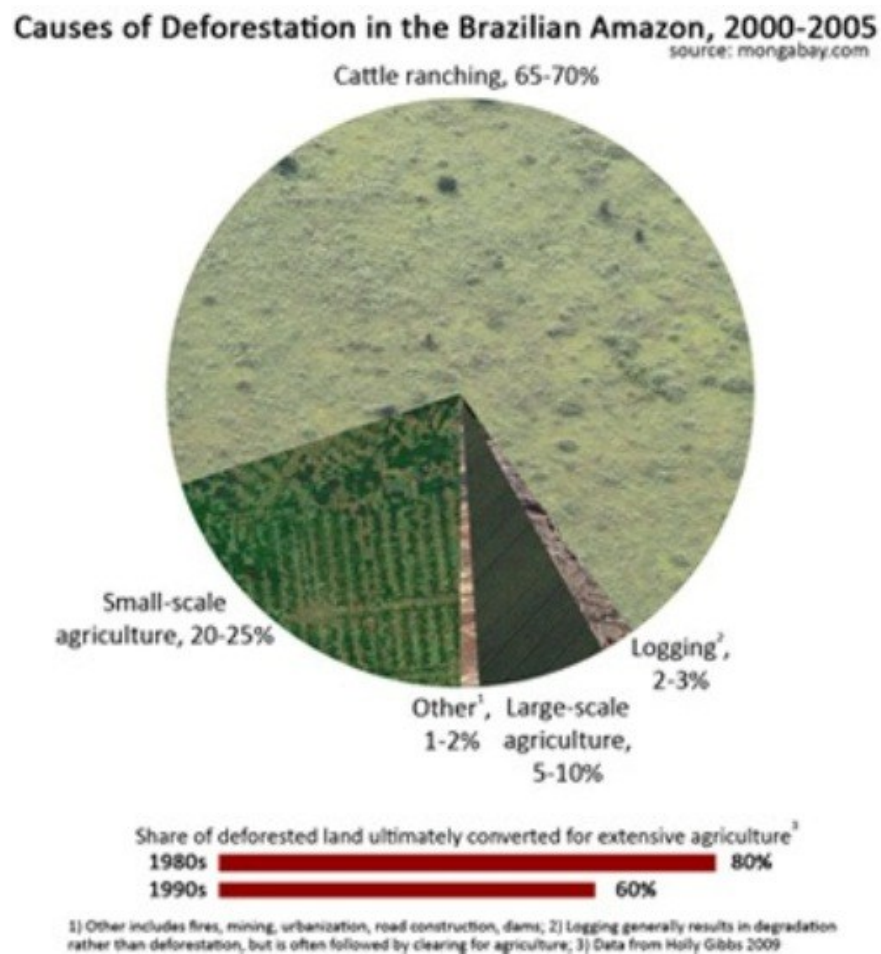 Causes of Deforestation in the Brazilian Amazon, 2000-2005
source: mongabay.com
Cattle ranching, 65-70%
Small-scale
agriculture, 20-25%
Logging²,
2-3%
Other¹,
1-2%
Large-scale
agriculture,
5-10%
Share of deforested land ultimately converted for extensive agriculture³
1980s 80%
1990s 60%
1) Other includes fires, mining, urbanization, road construction, dams; 2) Logging generally results in degradation
rather than deforestation, but is often followed by clearing for agriculture; 3) Data from Holly Gibbs 2009